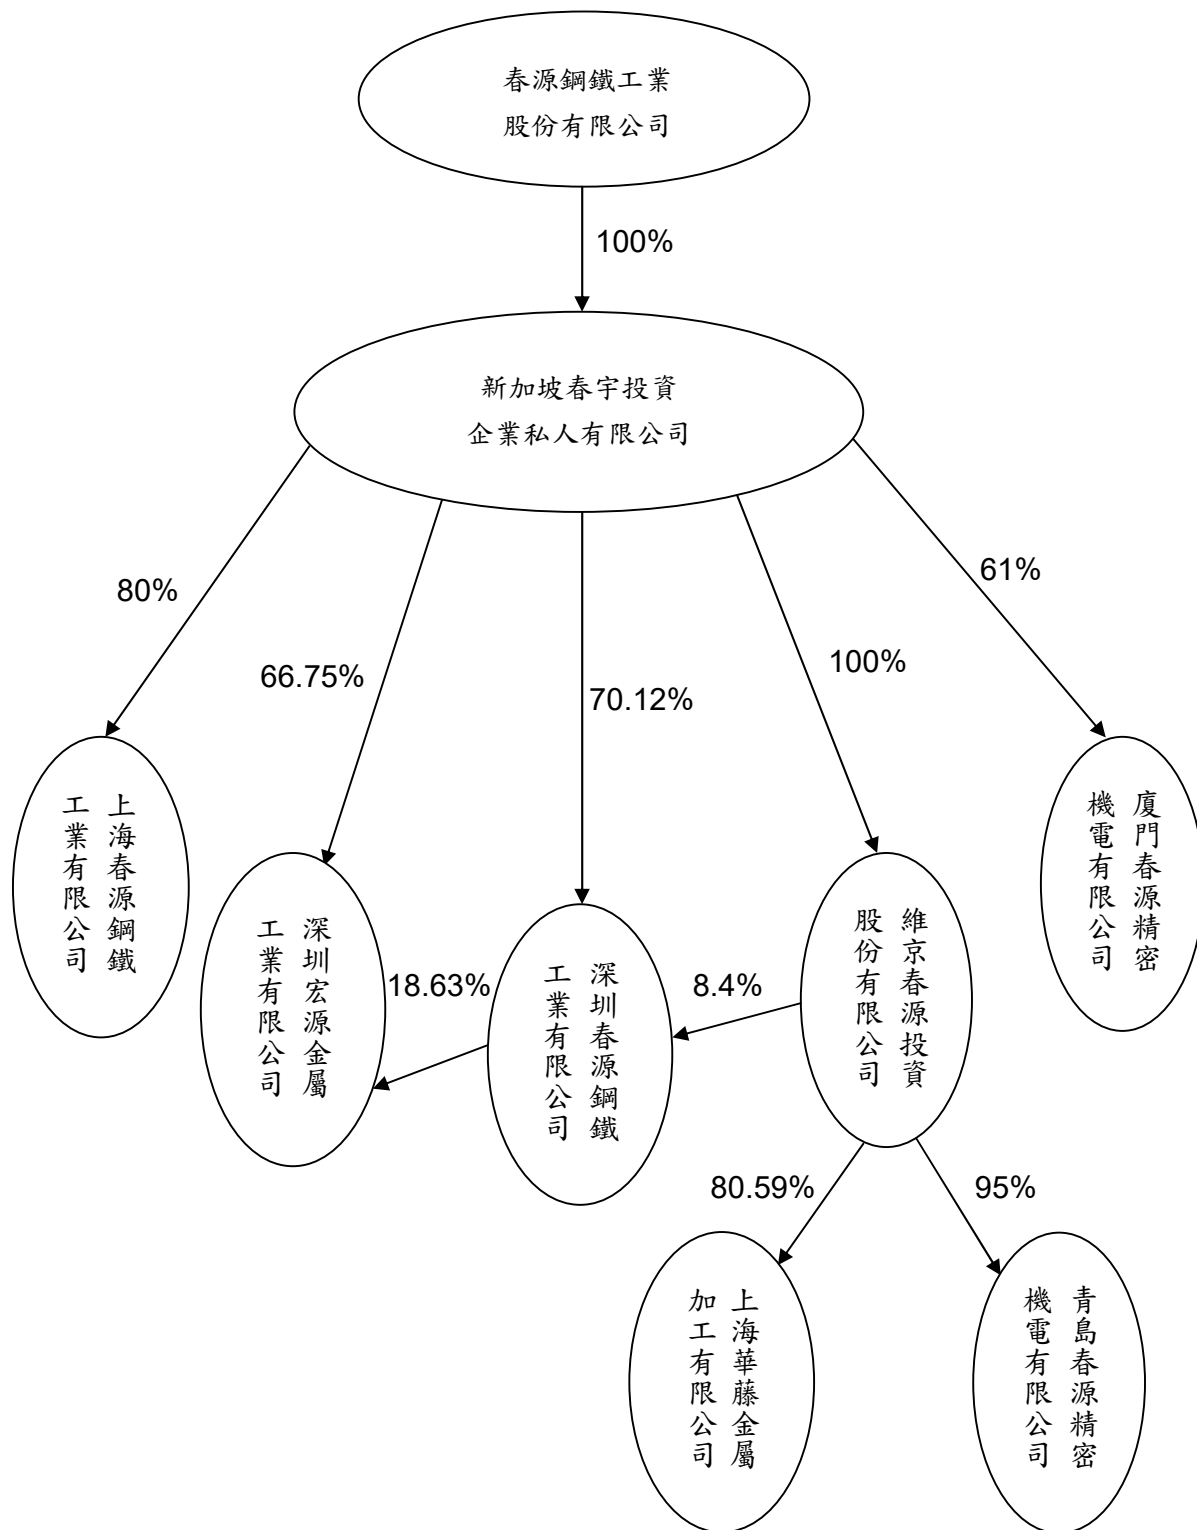 春源鋼鐵工業
股份有限公司
100%
新加坡春宇投資
企業私人有限公司
80%
66.75%
70.12%
100%
61%
上海春源鋼鐵
工業有限公司
深圳宏源金屬
工業有限公司
18.63%
深圳春源鋼鐵
工業有限公司
8.4%
維京春源投資
股份有限公司
廈門春源精密
機電有限公司
80.59%
95%
上海華藤金屬
加工有限公司
青島春源精密
機電有限公司